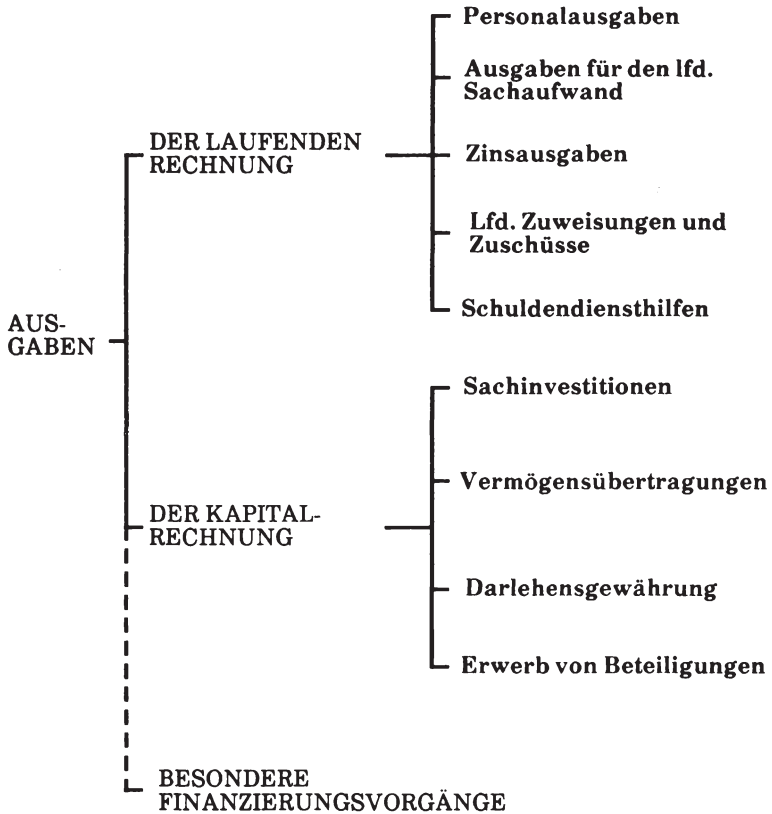 Personalausgaben
Ausgaben für den lfd.
Sachaufwand
DER LAUFENDEN
RECHNUNG
Zinsausgaben
Lfd. Zuweisungen und
Zuschüsse
Schuldendiensthilfen
AUS-
GABEN
Sachinvestitionen
Vermögensübertragungen
DER KAPITAL-
RECHNUNG
Darlehensgewährung
Erwerb von Beteiligungen
BESONDERE
FINANZIERUNGSVORGÄNGE